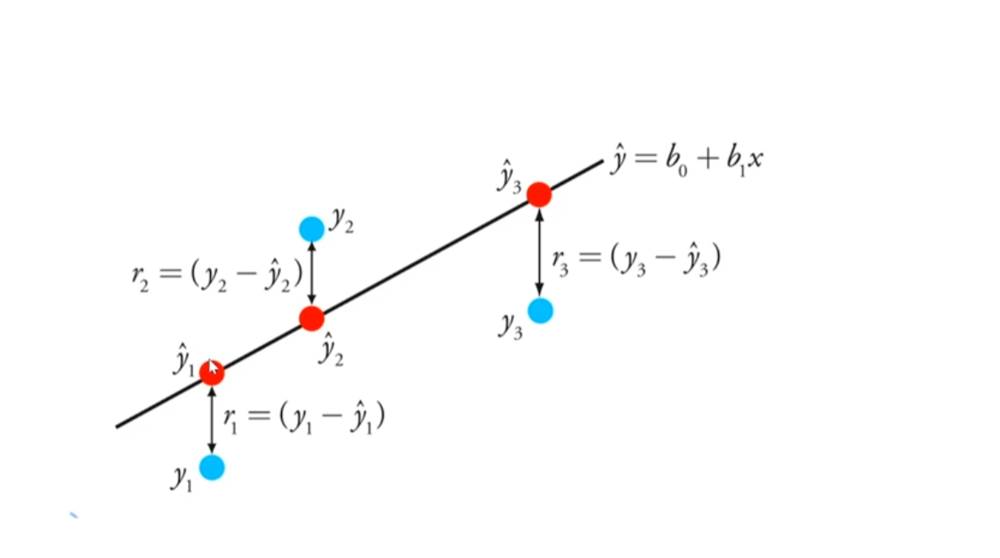 ŷ = b₀ + b₁x
ŷ₃
y₂
r₂ = (y₂ − ŷ₂)
r₃ = (y₃ − ŷ₃)
y₃
ŷ₂
ŷ₁
r₁ = (y₁ − ŷ₁)
y₁